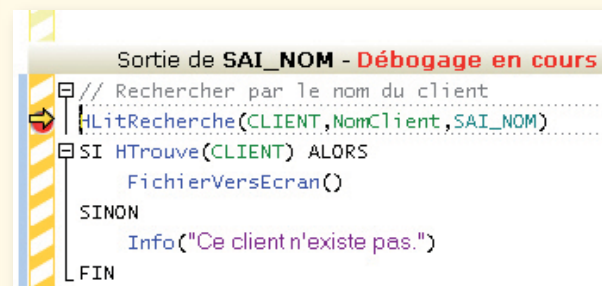 Sortie de SAI_NOM - Débogage en cours
// Rechercher par le nom du client
HLitRecherche(CLIENT,NomClient,SAI_NOM)
SI HTrouve(CLIENT) ALORS
FichierVersEcran()
SINON
Info("Ce client n'existe pas.")
FIN